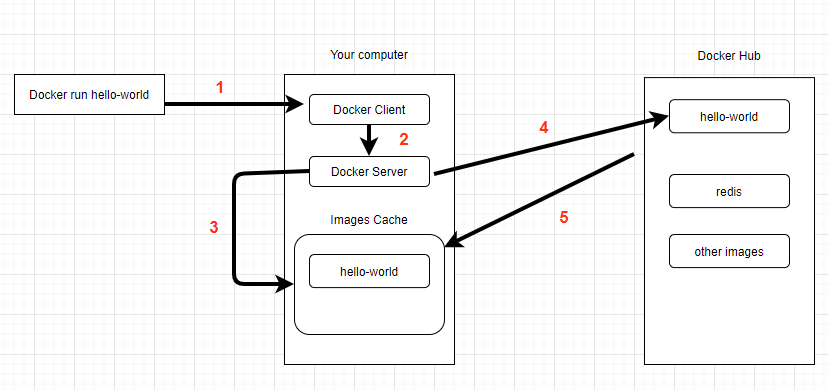 Your computer
Docker Hub
Docker run hello-world
1
Docker Client
hello-world
4
2
Docker Server
redis
3
Images Cache
5
other images
hello-world